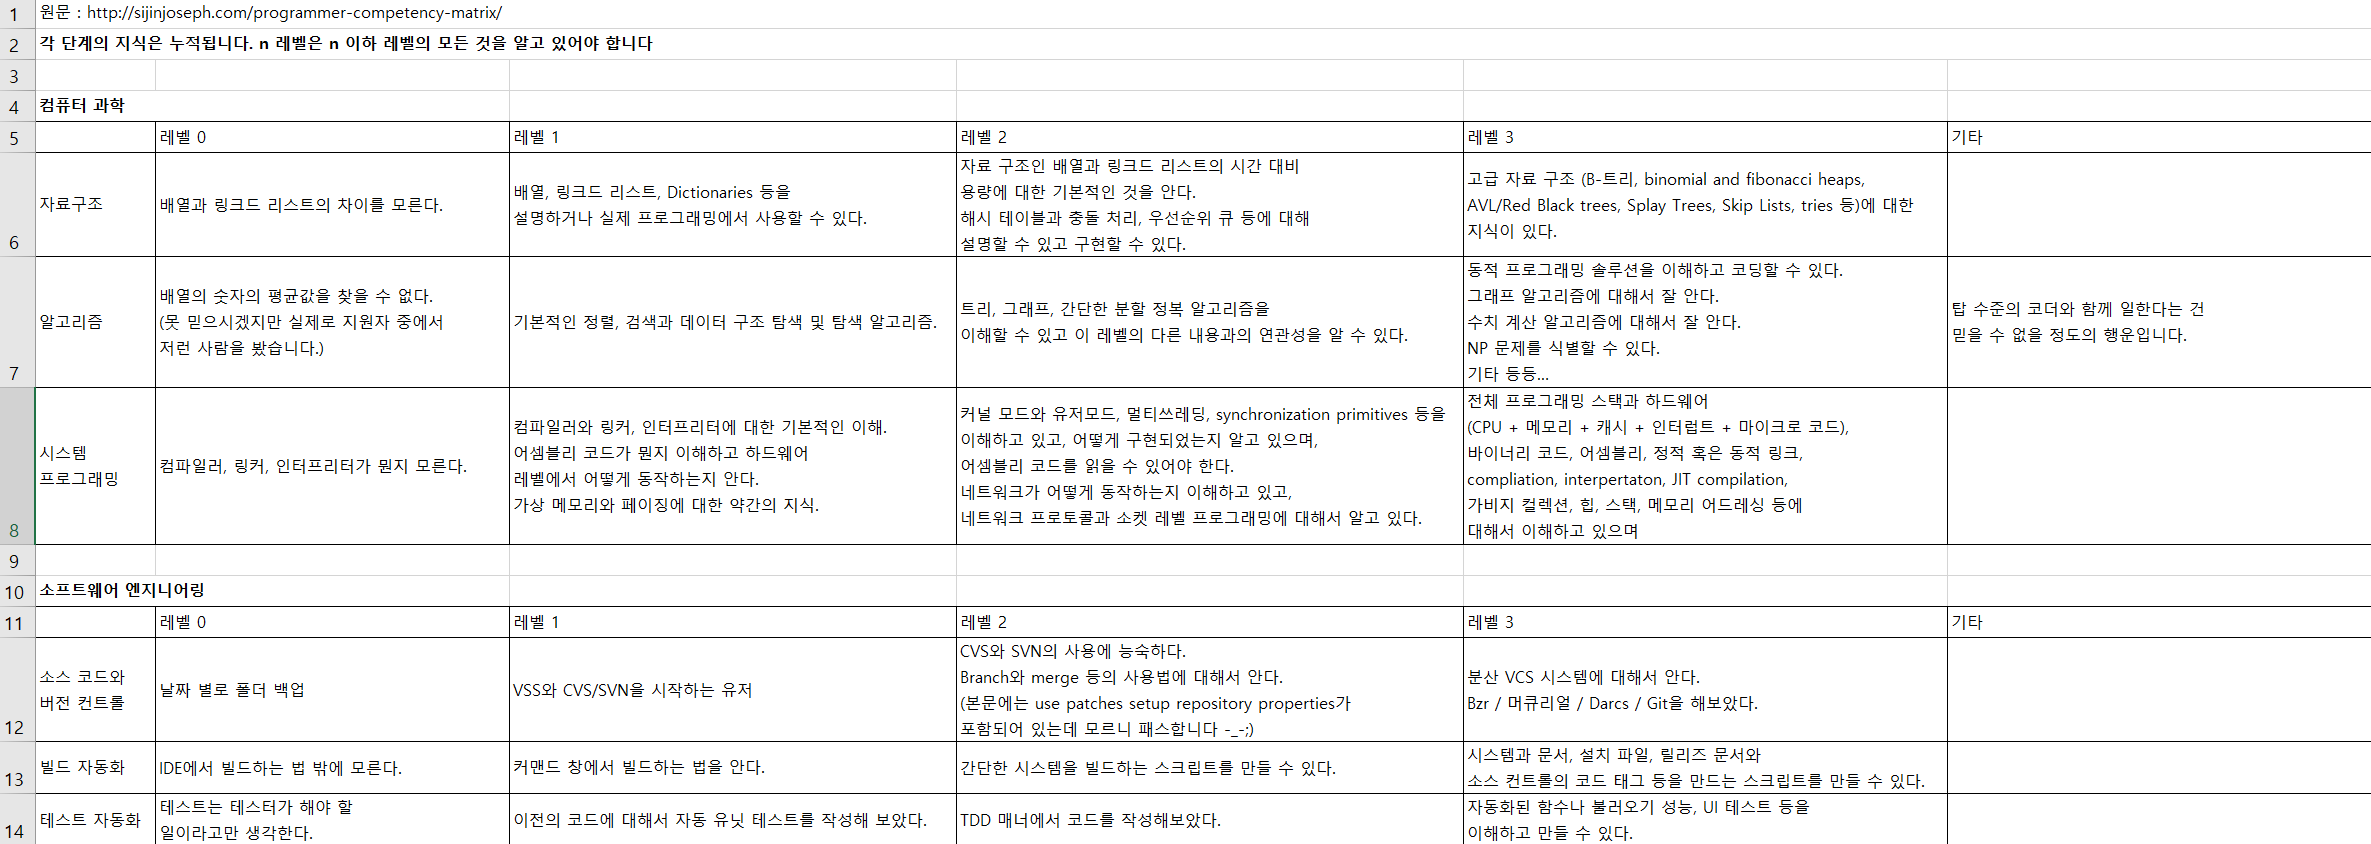 1 원문 : http://sijinjoseph.com/programmer-competency-matrix/
2 각 단계의 지식은 누적됩니다. n 레벨은 n 이하 레벨의 모든 것을 알고 있어야 합니다
3
4 컴퓨터 과학
5 레벨 0 레벨 1 레벨 2 레벨 3 기타
6
자료구조
배열과 링크드 리스트의 차이를 모른다.
배열, 링크드 리스트, Dictionaries 등을
설명하거나 실제 프로그래밍에서 사용할 수 있다.
자료 구조인 배열과 링크드 리스트의 시간 대비
용량에 대한 기본적인 것을 안다.
해시 테이블과 충돌 처리, 우선순위 큐 등에 대해
설명할 수 있고 구현할 수 있다.
고급 자료 구조 (B-트리, binomial and fibonacci heaps,
AVL/Red Black trees, Splay Trees, Skip Lists, tries 등)에 대한
지식이 있다.
7
알고리즘
배열의 숫자의 평균값을 찾을 수 없다.
(못 믿으시겠지만 실제로 지원자 중에서
저런 사람을 봤습니다.)
기본적인 정렬, 검색과 데이터 구조 탐색 및 탐색 알고리즘.
트리, 그래프, 간단한 분할 정복 알고리즘을
이해할 수 있고 이 레벨의 다른 내용과의 연관성을 알 수 있다.
동적 프로그래밍 솔루션을 이해하고 코딩할 수 있다.
그래프 알고리즘에 대해서 잘 안다.
수치 계산 알고리즘에 대해서 잘 안다.
NP 문제를 식별할 수 있다.
기타 등등...
탑 수준의 코더와 함께 일한다는 건
믿을 수 없을 정도의 행운입니다.
8
시스템
프로그래밍
컴파일러, 링커, 인터프리터가 뭔지 모른다.
컴파일러와 링커, 인터프리터에 대한 기본적인 이해.
어셈블리 코드가 뭔지 이해하고 하드웨어
레벨에서 어떻게 동작하는지 안다.
가상 메모리와 페이징에 대한 약간의 지식.
커널 모드와 유저모드, 멀티쓰레딩, synchronization primitives 등을
이해하고 있고, 어떻게 구현되었는지 알고 있으며,
어셈블리 코드를 읽을 수 있어야 한다.
네트워크가 어떻게 동작하는지 이해하고 있고,
네트워크 프로토콜과 소켓 레벨 프로그래밍에 대해서 알고 있다.
전체 프로그래밍 스택과 하드웨어
(CPU + 메모리 + 캐시 + 인터럽트 + 마이크로 코드),
바이너리 코드, 어셈블리, 정적 혹은 동적 링크,
compliation, interpertaton, JIT compilation,
가비지 컬렉션, 힙, 스택, 메모리 어드레싱 등에
대해서 이해하고 있으며
9
10 소프트웨어 엔지니어링
11 레벨 0 레벨 1 레벨 2 레벨 3 기타
12
소스 코드와
버전 컨트롤
날짜 별로 폴더 백업
VSS와 CVS/SVN을 시작하는 유저
CVS와 SVN의 사용에 능숙하다.
Branch와 merge 등의 사용법에 대해서 안다.
(본문에는 use patches setup repository properties가
포함되어 있는데 모르니 패스합니다 -_-;)
분산 VCS 시스템에 대해서 안다.
Bzr / 머큐리얼 / Darcs / Git을 해보았다.
13
빌드 자동화
IDE에서 빌드하는 법 밖에 모른다.
커맨드 창에서 빌드하는 법을 안다.
간단한 시스템을 빌드하는 스크립트를 만들 수 있다.
시스템과 문서, 설치 파일, 릴리즈 문서와
소스 컨트롤의 코드 태그 등을 만드는 스크립트를 만들 수 있다.
14
테스트 자동화
테스트는 테스터가 해야 할
일이라고만 생각한다.
이전의 코드에 대해서 자동 유닛 테스트를 작성해 보았다.
TDD 매너에서 코드를 작성해보았다.
자동화된 함수나 불러오기 성능, UI 테스트 등을
이해하고 만들 수 있다.